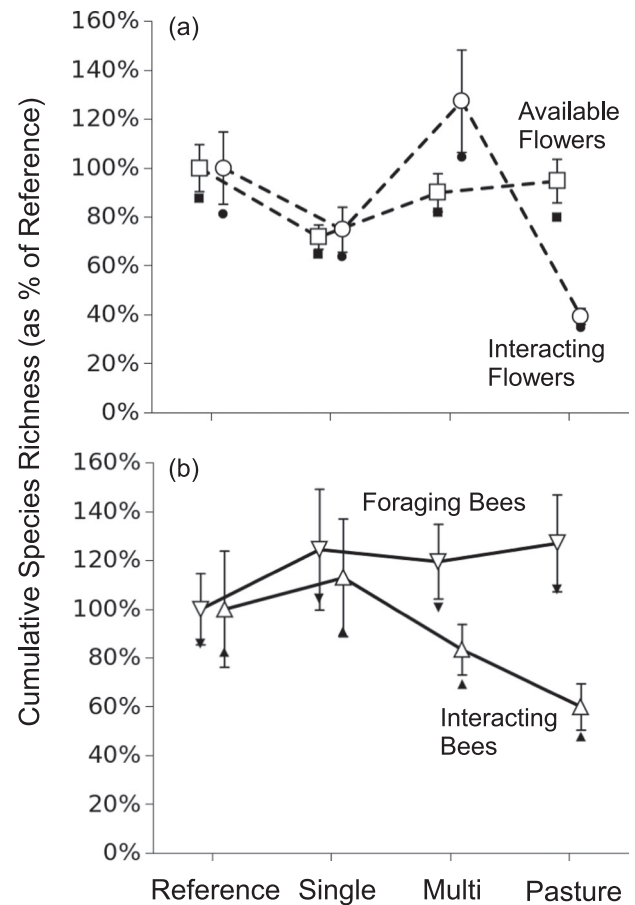 Cumulative Species Richness (as % of Reference)
(a)
160%
140%
120%
100%
80%
60%
40%
20%
0%
Available
Flowers
Interacting
Flowers
(b)
160%
140%
120%
100%
80%
60%
40%
20%
0%
Foraging Bees
Interacting
Bees
Reference Single Multi Pasture